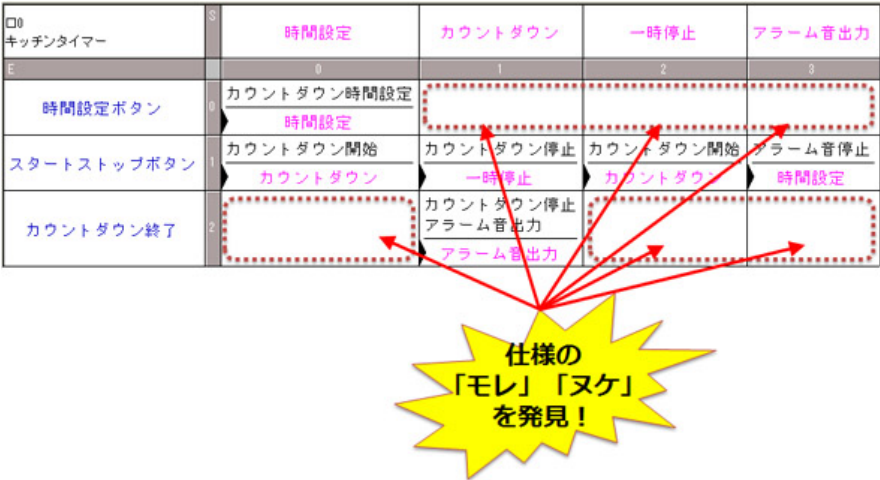 □0
キッチンタイマー
S
時間設定
カウントダウン
一時停止
アラーム音出力
E
0
1
2
3
時間設定ボタン
0
カウントダウン時間設定
時間設定
スタートストップボタン
1
カウントダウン開始
カウントダウン
カウントダウン停止
一時停止
カウントダウン開始
カウントダウン
アラーム音停止
時間設定
カウントダウン終了
2
カウントダウン停止
アラーム音出力
アラーム音出力
仕様の
「モレ」「ヌケ」
を発見！